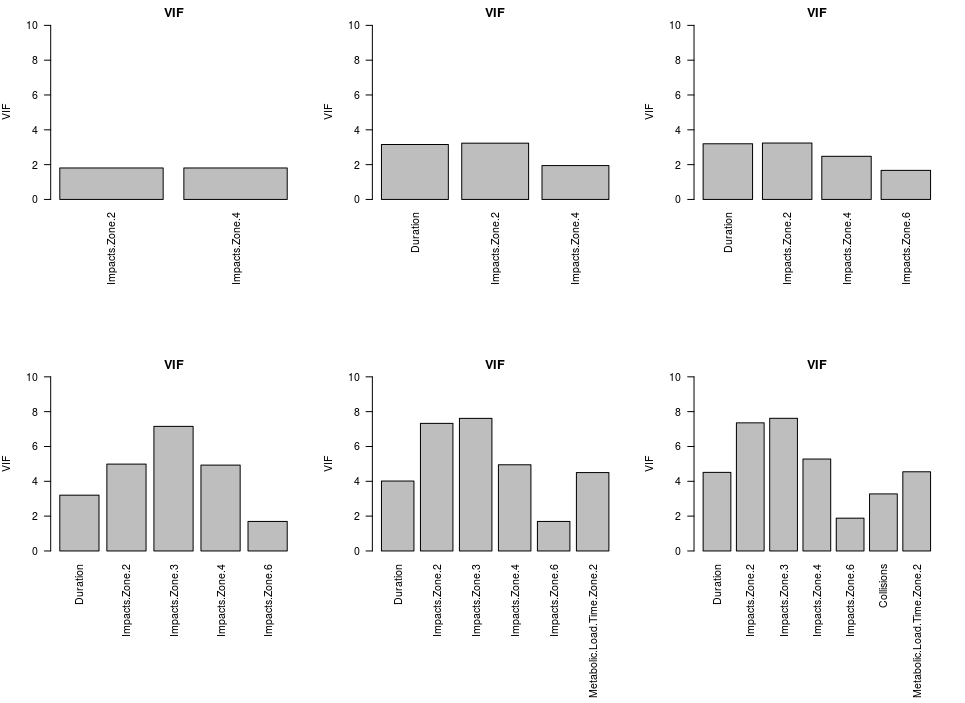 VIF
VIF
10
8
6
4
2
0
Impacts.Zone.2
Impacts.Zone.4
VIF
VIF
10
8
6
4
2
0
Duration
Impacts.Zone.2
Impacts.Zone.4
VIF
VIF
10
8
6
4
2
0
Duration
Impacts.Zone.2
Impacts.Zone.4
Impacts.Zone.6
VIF
VIF
10
8
6
4
2
0
Duration
Impacts.Zone.2
Impacts.Zone.3
Impacts.Zone.4
Impacts.Zone.6
VIF
VIF
10
8
6
4
2
0
Duration
Impacts.Zone.2
Impacts.Zone.3
Impacts.Zone.4
Impacts.Zone.6
Metabolic.Load.Time.Zone.2
VIF
VIF
10
8
6
4
2
0
Duration
Impacts.Zone.2
Impacts.Zone.3
Impacts.Zone.4
Impacts.Zone.6
Collisions
Metabolic.Load.Time.Zone.2